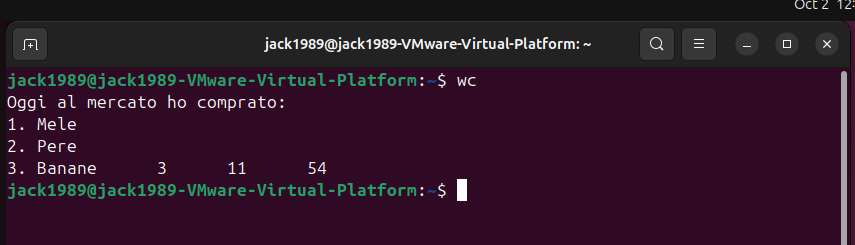 Oct 2 12:
jack1989@jack1989-VMware-Virtual-Platform: ~
jack1989@jack1989-VMware-Virtual-Platform:~$ wc
Oggi al mercato ho comprato:
1. Mele
2. Pere
3. Banane      3      11      54
jack1989@jack1989-VMware-Virtual-Platform:~$